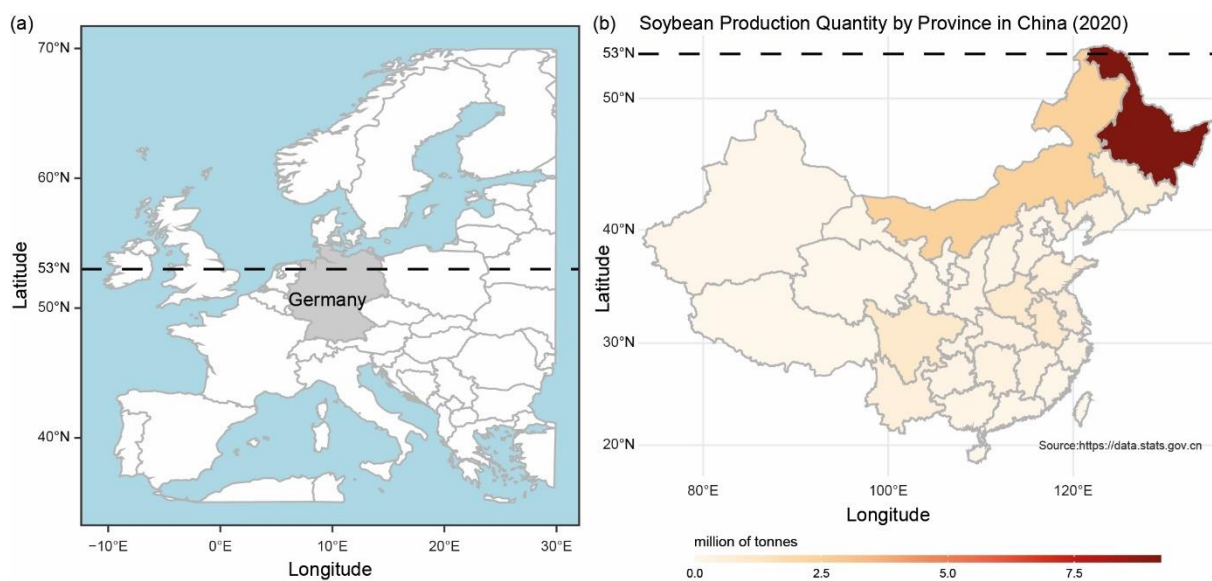 (a)
70°N
60°N
53°N
50°N
40°N
Latitude
Germany
−10°E
0°E
10°E
20°E
30°E
Longitude
(b)
Soybean Production Quantity by Province in China (2020)
53°N
50°N
40°N
30°N
20°N
Latitude
Source:https://data.stats.gov.cn
80°E
100°E
120°E
Longitude
million of tonnes
0.0
2.5
5.0
7.5